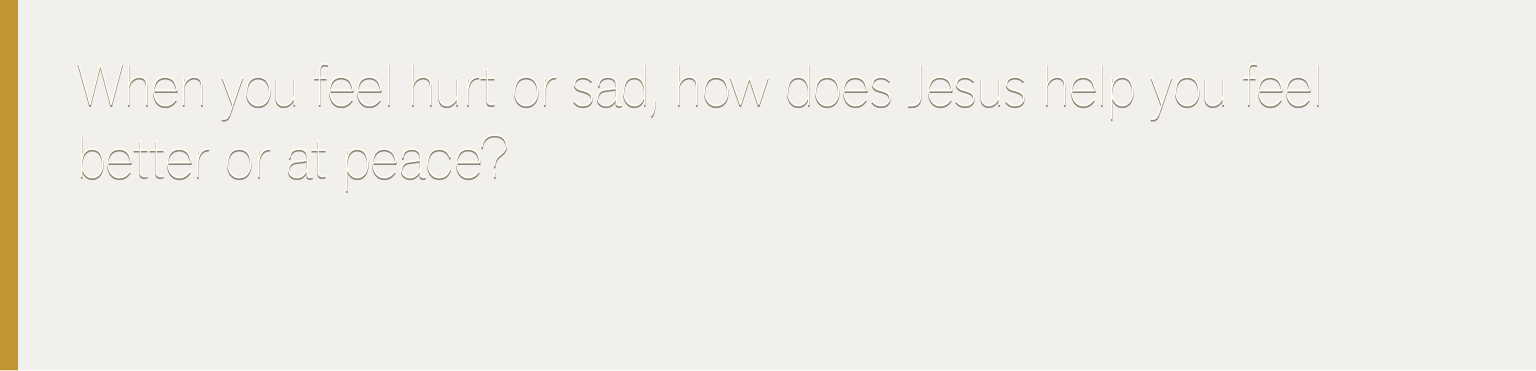 When you feel hurt or sad, how does Jesus help you feel
better or at peace?